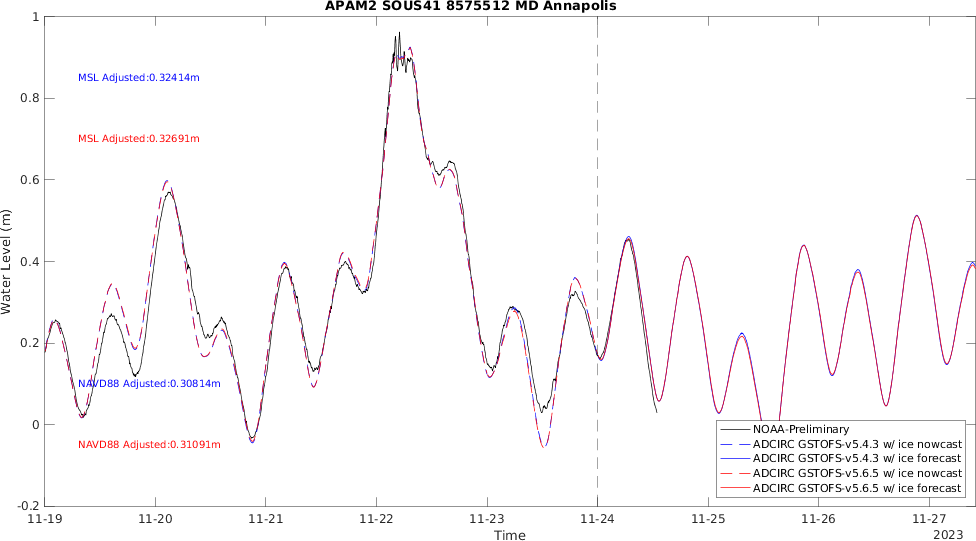 APAM2 SOUS41 8575512 MD Annapolis
1
0.8
0.6
0.4
0.2
0
-0.2
Water Level (m)
MSL Adjusted:0.32414m
MSL Adjusted:0.32691m
NAVD88 Adjusted:0.30814m
NAVD88 Adjusted:0.31091m
NOAA-Preliminary
ADCIRC GSTOFS-v5.4.3 w/ ice nowcast
ADCIRC GSTOFS-v5.4.3 w/ ice forecast
ADCIRC GSTOFS-v5.6.5 w/ ice nowcast
ADCIRC GSTOFS-v5.6.5 w/ ice forecast
11-19 11-20 11-21 11-22 11-23 11-24 11-25 11-26 11-27
Time
2023